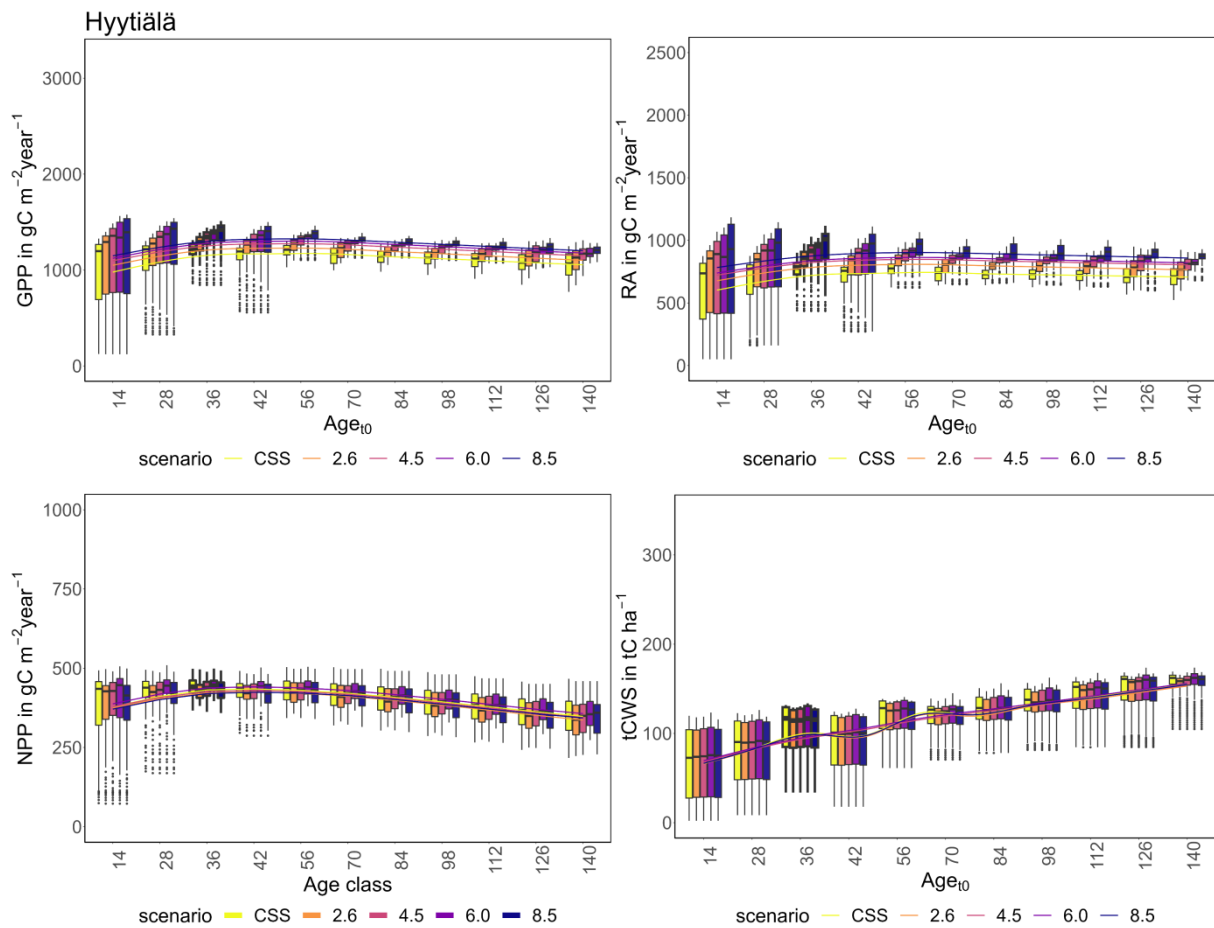 Hyytiälä
GPP in gC m⁻²year⁻¹
3000
2000
1000
0
14 28 36 42 56 70 84 98 112 126 140
Age_t0
scenario CSS 2.6 4.5 6.0 8.5
RA in gC m⁻²year⁻¹
2500
2000
1500
1000
500
0
14 28 36 42 56 70 84 98 112 126 140
Age_t0
scenario CSS 2.6 4.5 6.0 8.5
NPP in gC m⁻²year⁻¹
1000
750
500
250
0
14 28 36 42 56 70 84 98 112 126 140
Age class
scenario CSS 2.6 4.5 6.0 8.5
tCWS in tC ha⁻¹
300
200
100
0
14 28 36 42 56 70 84 98 112 126 140
Age_t0
scenario CSS 2.6 4.5 6.0 8.5